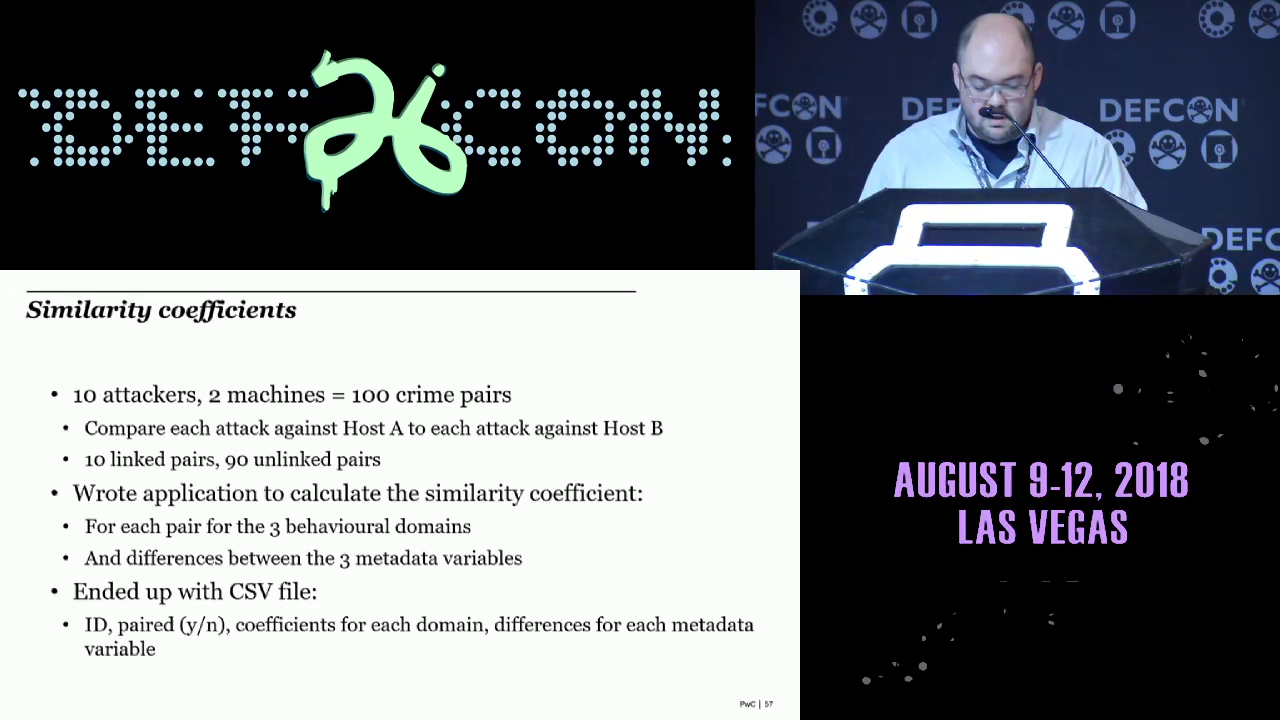 DEFCON 26
DEFCON
DEFCON
DEFCON
DEFC
Similarity coefficients
• 10 attackers, 2 machines = 100 crime pairs
• Compare each attack against Host A to each attack against Host B
• 10 linked pairs, 90 unlinked pairs
• Wrote application to calculate the similarity coefficient:
• For each pair for the 3 behavioural domains
• And differences between the 3 metadata variables
• Ended up with CSV file:
• ID, paired (y/n), coefficients for each domain, differences for each metadata
variable
PwC | 57
AUGUST 9-12, 2018
LAS VEGAS